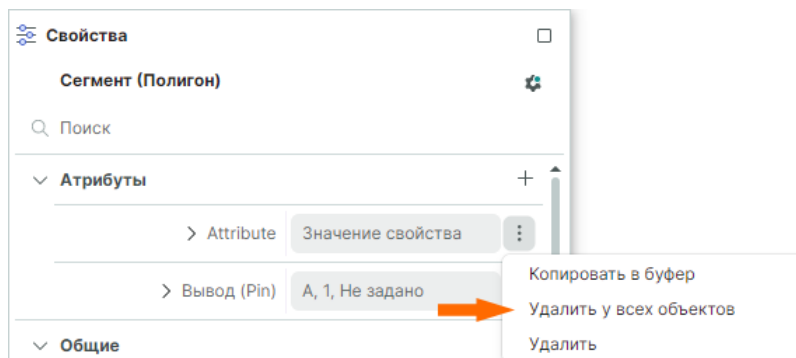 Свойства
Сегмент (Полигон)
Поиск
Атрибуты
Attribute Значение свойства
Копировать в буфер
Вывод (Pin) А, 1, Не задано
Удалить у всех объектов
Общие
Удалить